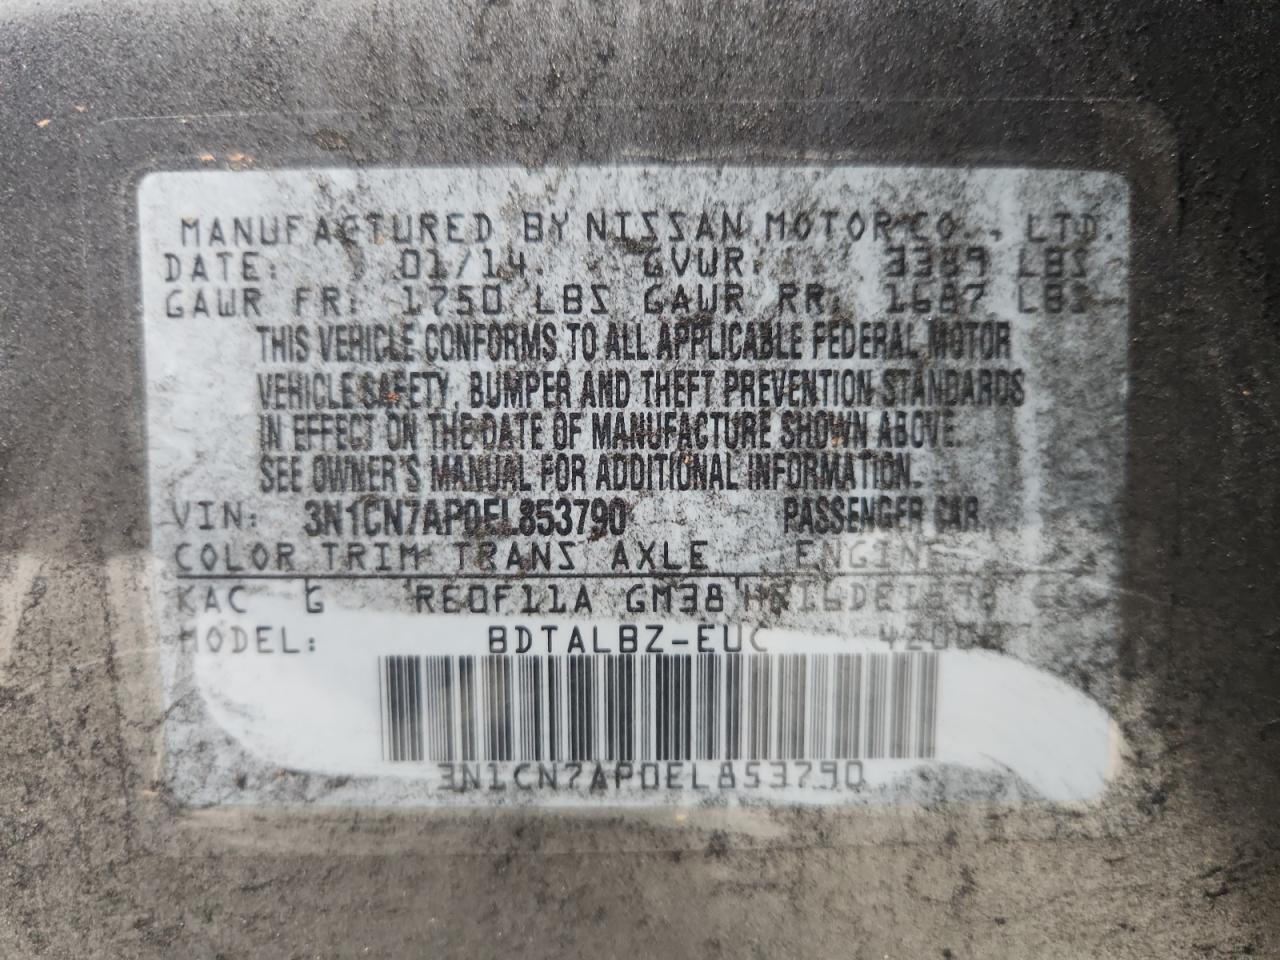 MANUFACTURED BY NISSAN MOTOR CO., LTD.
DATE: 01/14 GVWR: 3389 LBS
GAWR FR: 1750 LBS GAWR RR: 1687 LBS
THIS VEHICLE CONFORMS TO ALL APPLICABLE FEDERAL MOTOR
VEHICLE SAFETY, BUMPER AND THEFT PREVENTION STANDARDS
IN EFFECT ON THE DATE OF MANUFACTURE SHOWN ABOVE.
SEE OWNER'S MANUAL FOR ADDITIONAL INFORMATION.
VIN: 3N1CN7AP0EL853790 PASSENGER CAR
COLOR TRIM TRANS AXLE ENGINE
KAC G RE0F11A GM38
MODEL: BDTALBZ-EUC
3N1CN7AP0EL853790